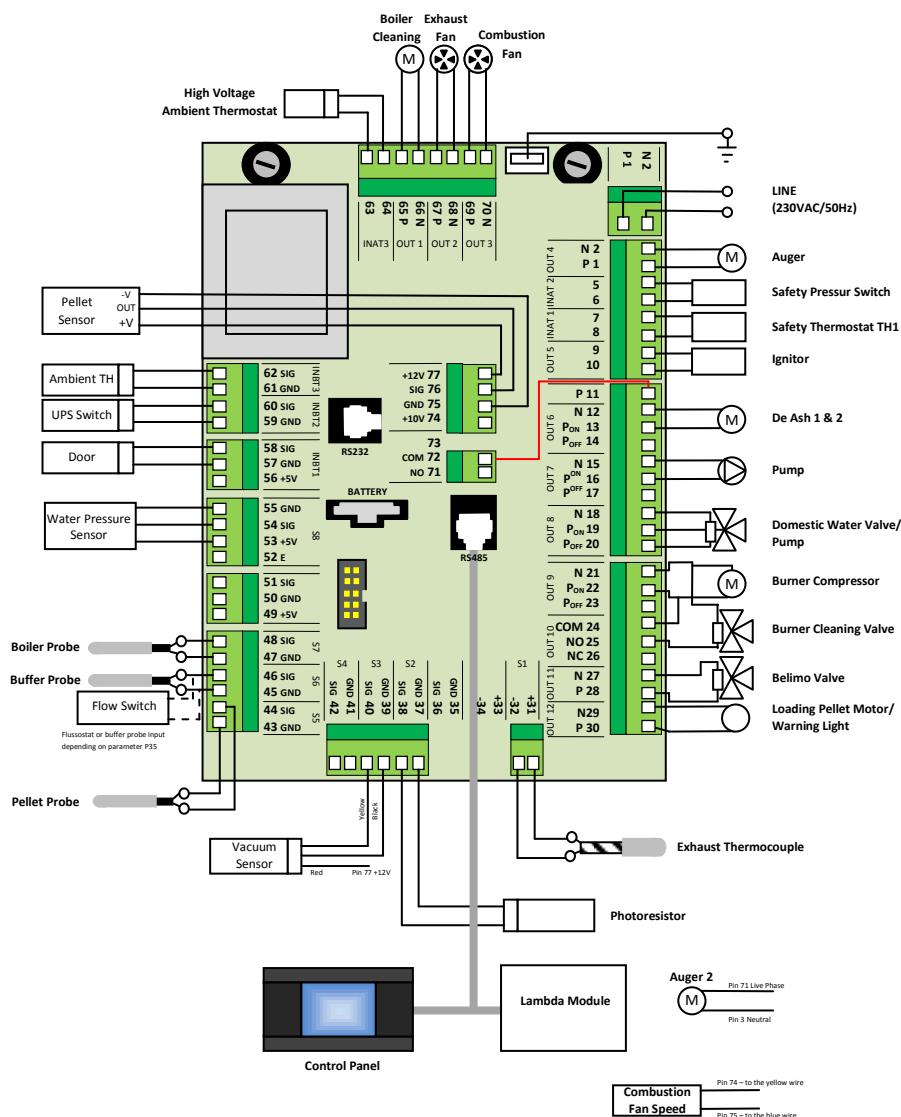 Boiler
Cleaning
M
Exhaust
Fan
Combustion
Fan
High Voltage
Ambient Thermostat
63
64
65 P
66 N
67 P
68 N
69 P
70 N
INAT3
OUT 1
OUT 2
OUT 3
P 1
N 2
LINE
(230VAC/50Hz)
Pellet
Sensor
-V
OUT
+V
Ambient TH
UPS Switch
Door
Water Pressure
Sensor
62 SIG
61 GND
INBT3
60 SIG
59 GND
INBT2
58 SIG
57 GND
56 +5V
INBT1
55 GND
54 SIG
53 +5V
52 E
S8
51 SIG
50 GND
49 +5V
48 SIG
47 GND
S7
46 SIG
45 GND
S6
44 SIG
43 GND
S5
Boiler Probe
Buffer Probe
Flow Switch
Flussostat or buffer probe input
depending on parameter P35
Pellet Probe
+12V 77
SIG 76
GND 75
+10V 74
73
COM 72
NO 71
RS232
BATTERY
RS485
OUT 4
N 2
P 1
INAT 2
5
6
INAT 1
7
8
OUT 5
9
10
P 11
OUT 6
N 12
PON 13
POFF 14
OUT 7
N 15
PON 16
POFF 17
OUT 8
N 18
PON 19
POFF 20
OUT 9
N 21
PON 22
POFF 23
OUT 10
COM 24
NO 25
NC 26
OUT 11
N 27
P 28
OUT 12
N29
P 30
M
Auger
Safety Pressur Switch
Safety Thermostat TH1
Ignitor
M
De Ash 1 & 2
Pump
Domestic Water Valve/
Pump
M
Burner Compressor
Burner Cleaning Valve
Belimo Valve
Loading Pellet Motor/
Warning Light
S4
S3
S2
S1
SIG 42
GND 41
SIG 40
GND 39
SIG 38
GND 37
SIG 36
GND 35
-34
+33
-32
+31
Yellow
Black
Vacuum
Sensor
Red
Pin 77 +12V
Exhaust Thermocouple
Photoresistor
Control Panel
Lambda Module
Auger 2
M
Pin 71 Live Phase
Pin 3 Neutral
Combustion
Fan Speed
Pin 74 – to the yellow wire
Pin 75 – to the blue wire